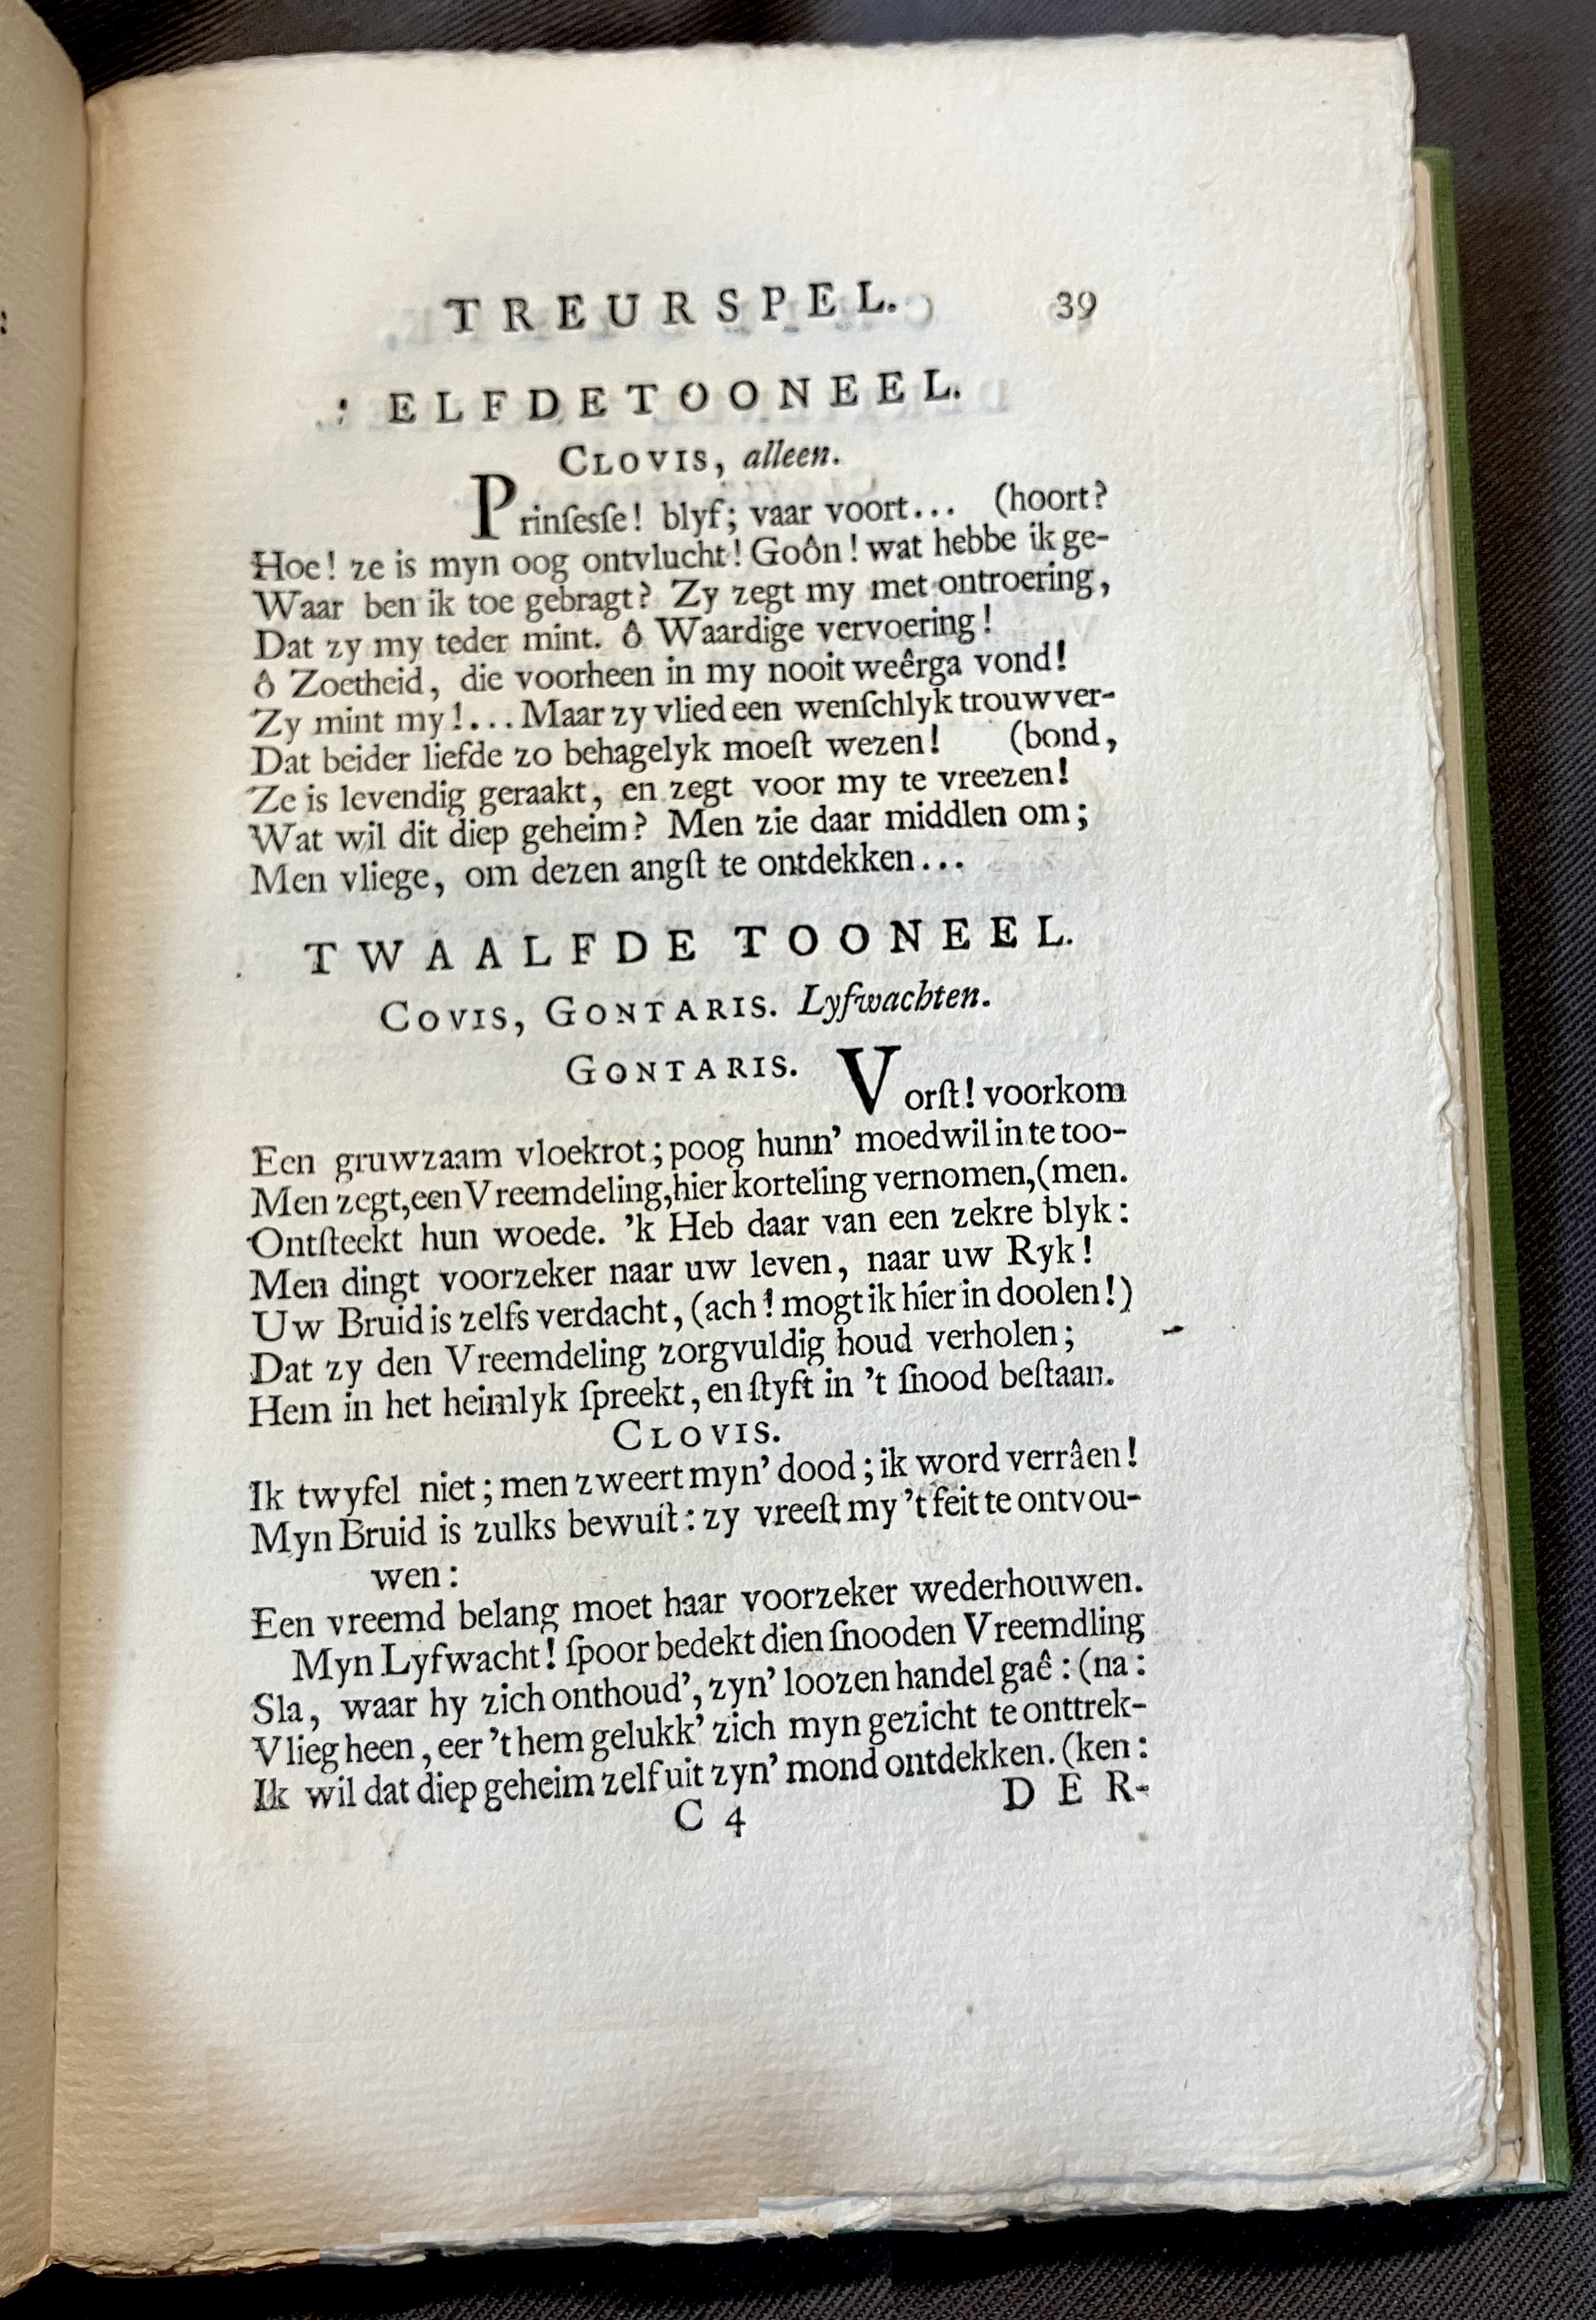 TREURSPEL. 39
ELFDE TOONEEL.
CLOVIS, alleen.
Prinſesſe! blyf; vaar voort... (hoort?
Hoe! ze is myn oog ontvlucht! Goôn! wat hebbe ik ge-
Waar ben ik toe gebragt? Zy zegt my met ontroering,
Dat zy my teder mint. ô Waardige vervoering!
ô Zoetheid, die voorheen in my nooit weêrga vond!
Zy mint my!... Maar zy vlied een wenſchlyk trouwver-
Dat beider liefde zo behagelyk moeſt wezen! (bond,
Ze is levendig geraakt, en zegt voor my te vreezen!
Wat wil dit diep geheim? Men zie daar middlen om;
Men vliege, om dezen angſt te ontdekken...
TWAALFDE TOONEEL.
COVIS, GONTARIS. Lyfwachten.
GONTARIS. Vorſt! voorkom
Een gruwzaam vloekrot; poog hunn' moedwil in te too-
Men zegt, een Vreemdeling, hier korteling vernomen, (men.
Ontſteekt hun woede. 'k Heb daar van een zekre blyk:
Men dingt voorzeker naar uw leven, naar uw Ryk!
Uw Bruid is zelfs verdacht, (ach! mogt ik hier in doolen!)
Dat zy den Vreemdeling zorgvuldig houd verholen;
Hem in het heimlyk ſpreekt, en ſtyft in 't ſnood beſtaan.
CLOVIS.
Ik twyfel niet; men zweert myn' dood; ik word verrâen!
Myn Bruid is zulks bewuſt: zy vreeſt my 't feit te ontvou-
wen:
Een vreemd belang moet haar voorzeker wederhouwen.
Myn Lyfwacht! ſpoor bedekt dien ſnooden Vreemdling
Sla, waar hy zich onthoud', zyn' loozen handel gaê: (na:
Vlieg heen, eer 't hem gelukk' zich myn gezicht te onttrek-
Ik wil dat diep geheim zelf uit zyn' mond ontdekken. (ken:
C 4 DER-